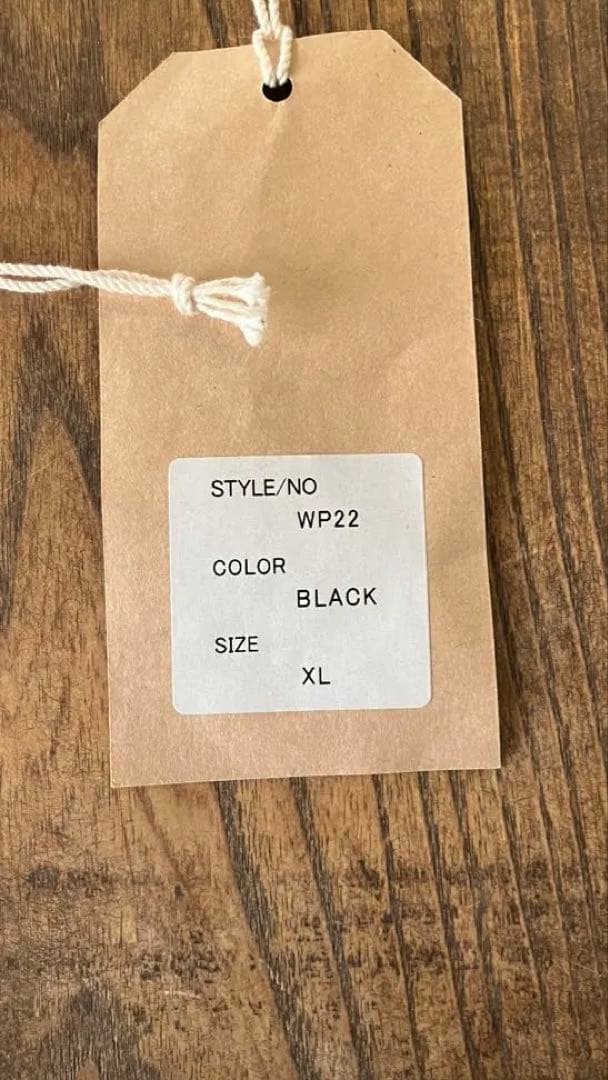 STYLE/NO
WP22
COLOR
BLACK
SIZE
XL